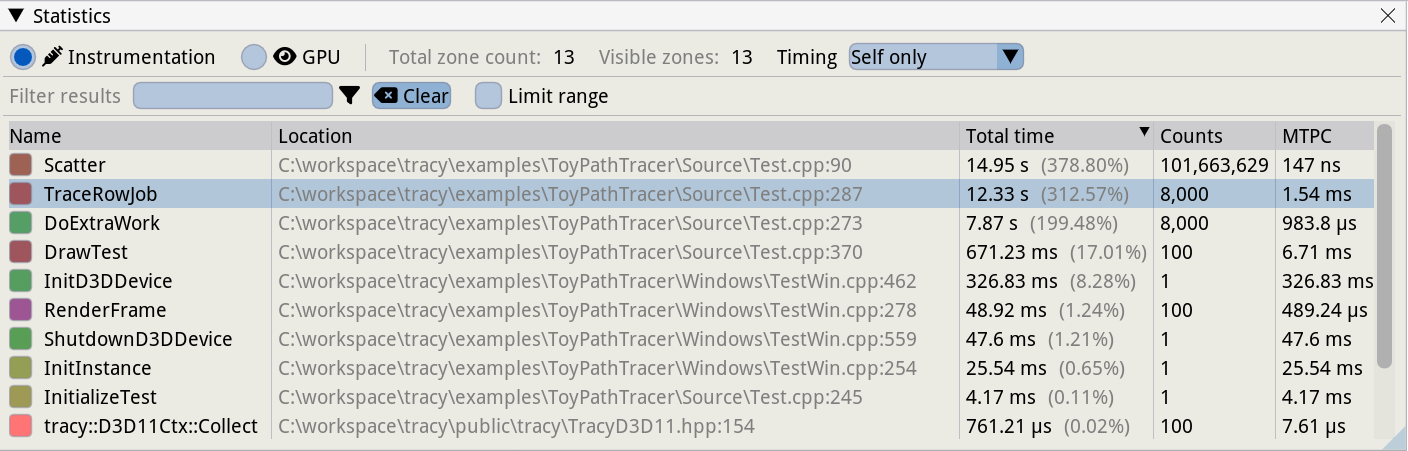 Statistics
Instrumentation GPU Total zone count: 13 Visible zones: 13 Timing Self only
Filter results Clear Limit range
Name Location Total time Counts MTPC
Scatter C:\workspace\tracy\examples\ToyPathTracer\Source\Test.cpp:90 14.95 s (378.80%) 101,663,629 147 ns
TraceRowJob C:\workspace\tracy\examples\ToyPathTracer\Source\Test.cpp:287 12.33 s (312.57%) 8,000 1.54 ms
DoExtraWork C:\workspace\tracy\examples\ToyPathTracer\Source\Test.cpp:273 7.87 s (199.48%) 8,000 983.8 µs
DrawTest C:\workspace\tracy\examples\ToyPathTracer\Source\Test.cpp:370 671.23 ms (17.01%) 100 6.71 ms
InitD3DDevice C:\workspace\tracy\examples\ToyPathTracer\Windows\TestWin.cpp:462 326.83 ms (8.28%) 1 326.83 ms
RenderFrame C:\workspace\tracy\examples\ToyPathTracer\Windows\TestWin.cpp:278 48.92 ms (1.24%) 100 489.24 µs
ShutdownD3DDevice C:\workspace\tracy\examples\ToyPathTracer\Windows\TestWin.cpp:559 47.6 ms (1.21%) 1 47.6 ms
InitInstance C:\workspace\tracy\examples\ToyPathTracer\Windows\TestWin.cpp:254 25.54 ms (0.65%) 1 25.54 ms
InitializeTest C:\workspace\tracy\examples\ToyPathTracer\Source\Test.cpp:245 4.17 ms (0.11%) 1 4.17 ms
tracy::D3D11Ctx::Collect C:\workspace\tracy\public\tracy\TracyD3D11.hpp:154 761.21 µs (0.02%) 100 7.61 µs